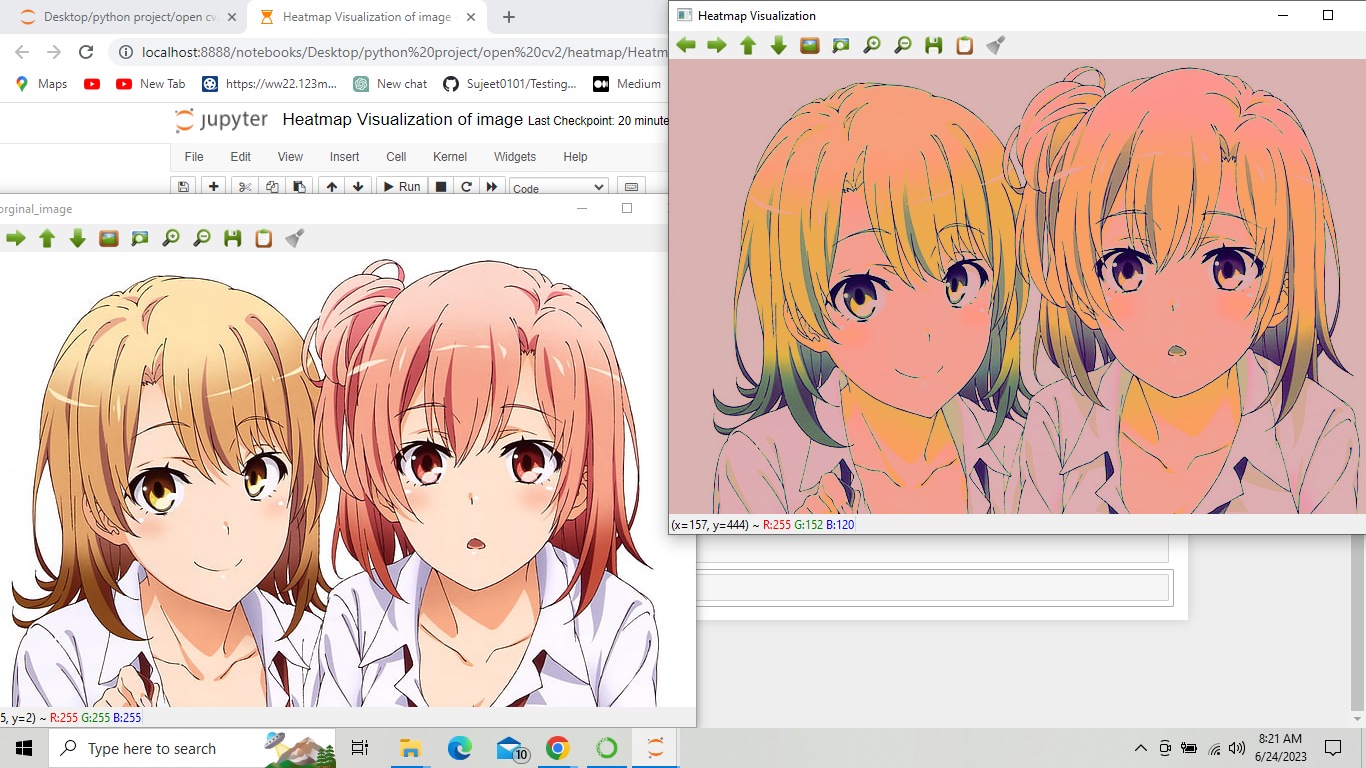 Desktop/python project/open cv
Heatmap Visualization of image
localhost:8888/notebooks/Desktop/python%20project/open%20cv2/heatmap/Heatm
Maps
New Tab
https://ww22.123m...
New chat
Sujeet0101/Testing...
Medium
jupyter
Heatmap Visualization of image Last Checkpoint: 20 minute
File Edit View Insert Cell Kernel Widgets Help
Run
Code
orginal_image
5, y=2) ~ R:255 G:255 B:255
Heatmap Visualization
(x=157, y=444) ~ R:255 G:152 B:120
Type here to search
10
8:21 AM
6/24/2023